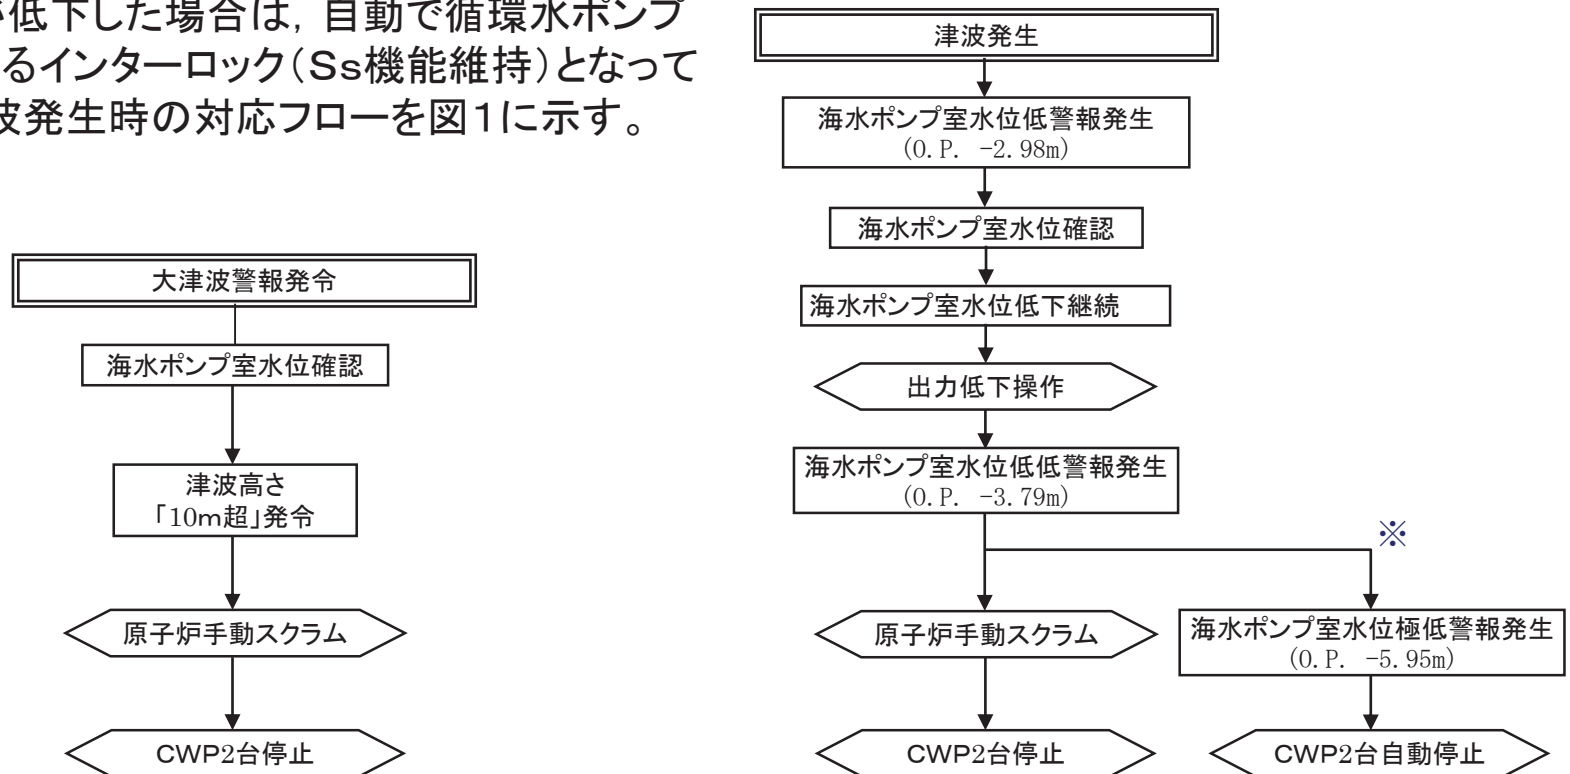 が低下した場合は，自動で循環水ポンプ
るインターロック（Ss機能維持）となって
波発生時の対応フローを図1に示す。
大津波警報発令
海水ポンプ室水位確認
津波高さ
「10m超」発令
原子炉手動スクラム
CWP2台停止
津波発生
海水ポンプ室水位低警報発生
(O.P. -2.98m)
海水ポンプ室水位確認
海水ポンプ室水位低下継続
出力低下操作
海水ポンプ室水位低低警報発生
(O.P. -3.79m)
※
原子炉手動スクラム
海水ポンプ室水位極低警報発生
(O.P. -5.95m)
CWP2台停止
CWP2台自動停止